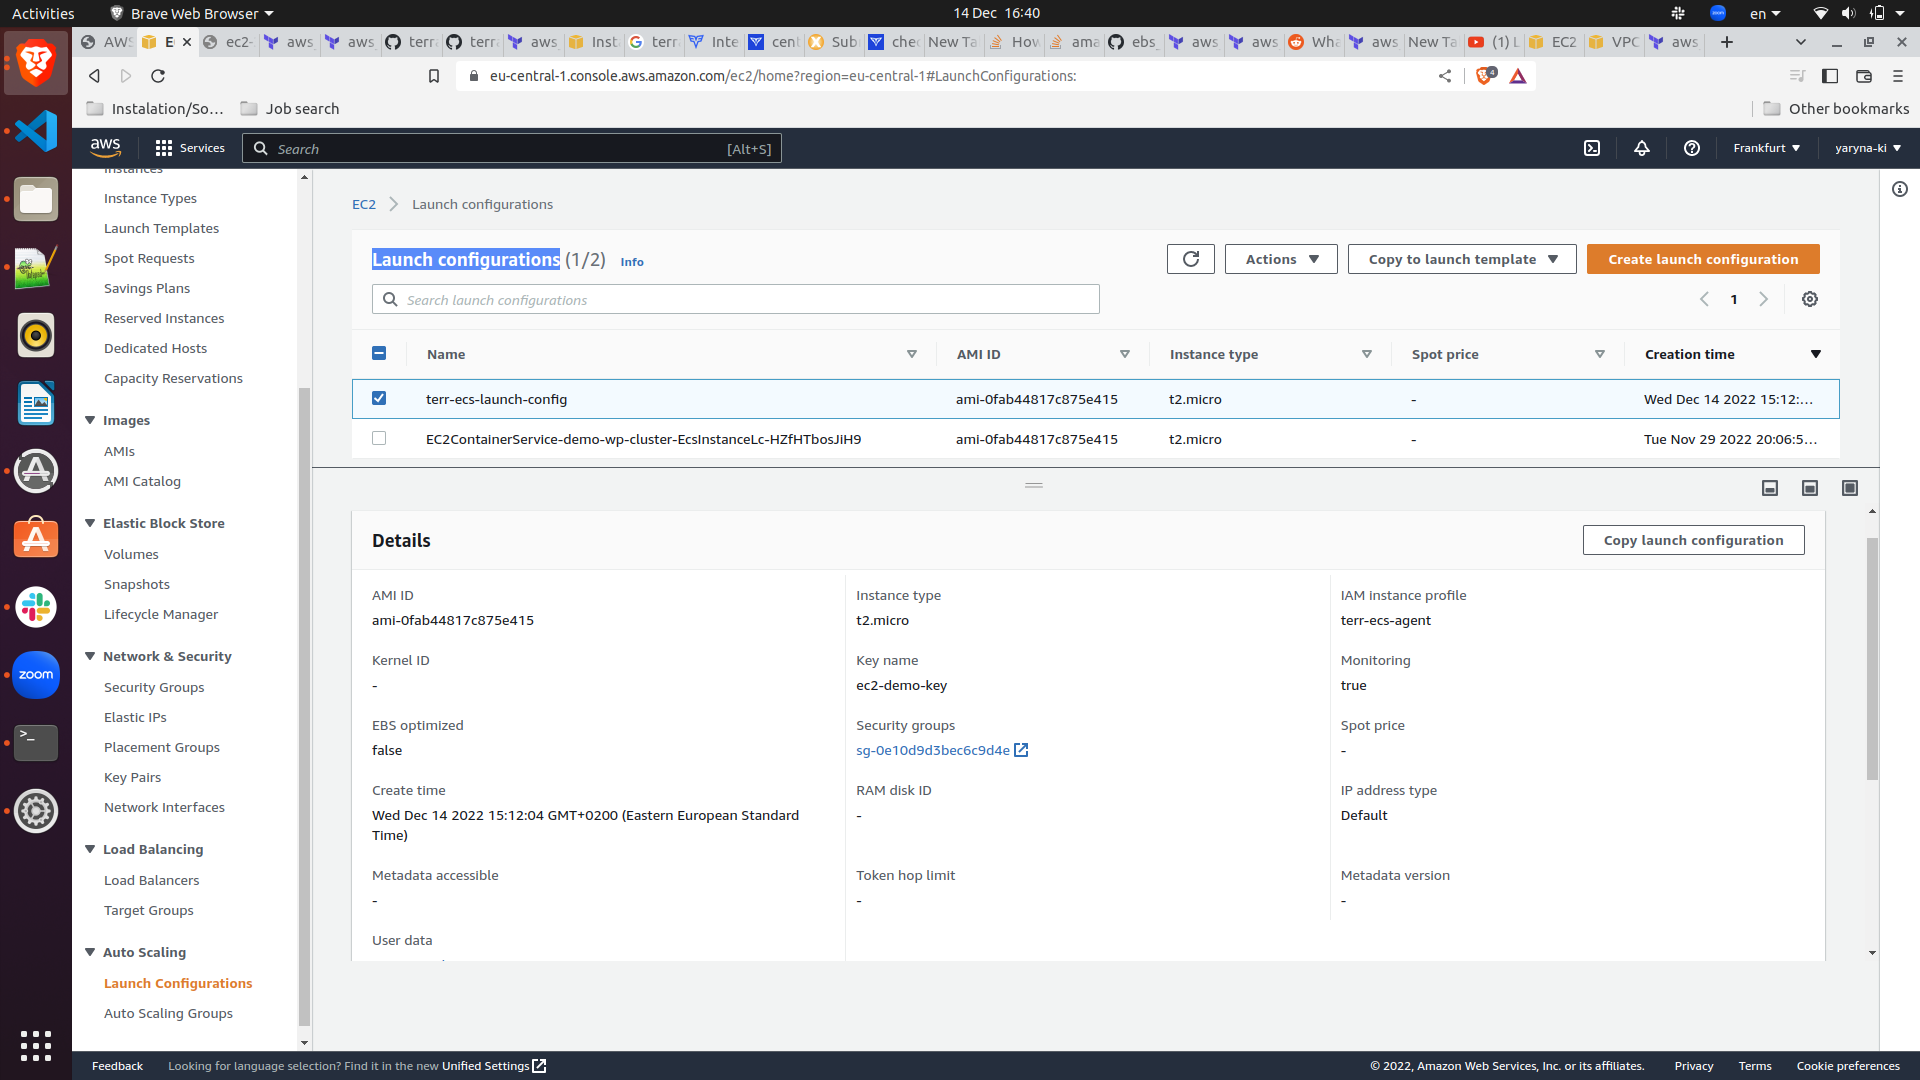 Activities
Brave Web Browser
14 Dec 16:40
zoom
en
AWS
E
ec2-
aws
aws_
terra
terra
aws_
Insta
terra
Inte
cent
Sub
chec
New Ta
How
ama
ebs_
aws
aws
Wha
aws
New Ta
(1) L
EC2
VPC
aws
eu-central-1.console.aws.amazon.com/ec2/home?region=eu-central-1#LaunchConfigurations:
4
Instalation/So…
Job search
Other bookmarks
aws
Services
Search
[Alt+S]
Frankfurt
yaryna-ki
Instances
Instance Types
Launch Templates
Spot Requests
Savings Plans
Reserved Instances
Dedicated Hosts
Capacity Reservations
Images
AMIs
AMI Catalog
Elastic Block Store
Volumes
Snapshots
Lifecycle Manager
Network & Security
Security Groups
Elastic IPs
Placement Groups
Key Pairs
Network Interfaces
Load Balancing
Load Balancers
Target Groups
Auto Scaling
Launch Configurations
Auto Scaling Groups
EC2
Launch configurations
Launch configurations (1/2) Info
Actions
Copy to launch template
Create launch configuration
Search launch configurations
1
Name AMI ID Instance type Spot price Creation time
terr-ecs-launch-config ami-0fab44817c875e415 t2.micro - Wed Dec 14 2022 15:12:…
EC2ContainerService-demo-wp-cluster-EcsInstanceLc-HZfHTbosJiH9 ami-0fab44817c875e415 t2.micro - Tue Nov 29 2022 20:06:5…
Details
Copy launch configuration
AMI ID
ami-0fab44817c875e415
Instance type
t2.micro
IAM instance profile
terr-ecs-agent
Kernel ID
-
Key name
ec2-demo-key
Monitoring
true
EBS optimized
false
Security groups
sg-0e10d9d3bec6c9d4e
Spot price
-
Create time
Wed Dec 14 2022 15:12:04 GMT+0200 (Eastern European Standard
Time)
RAM disk ID
-
IP address type
Default
Metadata accessible
-
Token hop limit
-
Metadata version
-
User data
zoom
Feedback
Looking for language selection? Find it in the new Unified Settings
© 2022, Amazon Web Services, Inc. or its affiliates.
Privacy
Terms
Cookie preferences